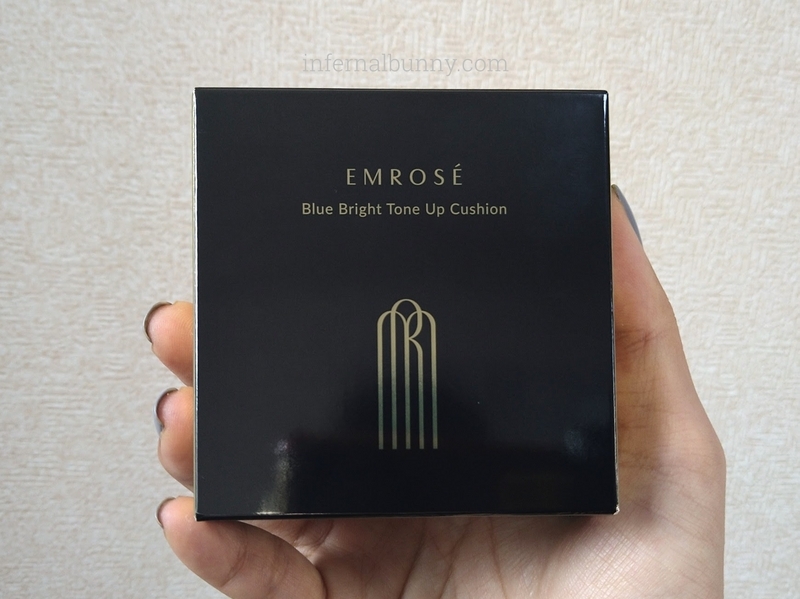 infernalbunny.com
EMROSÉ
Blue Bright Tone Up Cushion